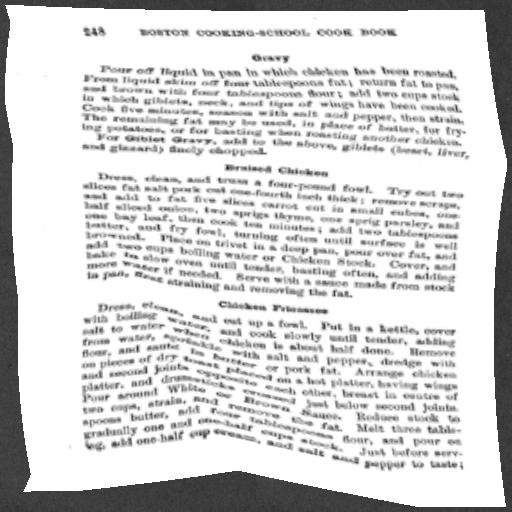 248 BOSTON COOKING-SCHOOL COOK BOOK
Gravy
Pour off liquid in pan in which chicken has been roasted.
From liquid skim off four tablespoons fat; return fat to pan,
and brown with four tablespoons flour; add two cups stock
in which giblets, neck, and tips of wings have been cooked.
Cook five minutes, season with salt and pepper, then strain.
The remaining fat may be used, in place of butter, for fry-
ing potatoes, or for basting when roasting another chicken.
For Giblet Gravy, add to the above, giblets (heart, liver,
and gizzard) finely chopped.
Braised Chicken
Dress, clean, and truss a four-pound fowl. Try out two
slices fat salt pork cut one-fourth inch thick; remove scraps,
and add to fat five slices carrot cut in small cubes, one-
half sliced onion, two sprigs thyme, one sprig parsley, and
one bay leaf, then cook ten minutes; add two tablespoons
butter, and fry fowl, turning often until surface is well
browned. Place on trivet in a deep pan, pour over fat, and
add two cups boiling water or Chicken Stock. Cover, and
bake in slow oven until tender, basting often, and adding
more water if needed. Serve with a sauce made from stock
in pan, first straining and removing the fat.
Chicken Fricassee
Dress, clean, and cut up a fowl. Put in a kettle, cover
with boiling water, and cook slowly until tender, adding
salt to water when chicken is about half done. Remove
from water, sprinkle with salt and pepper, dredge with
flour, and sauté in butter or pork fat. Arrange chicken
on pieces of dry toast placed on a hot platter, having wings
and second joints opposite each other, breast in centre of
platter, and drumsticks crossed just below second joints.
Pour around White or Brown Sauce. Reduce stock to
two cups, strain, and remove the fat. Melt three table-
spoons butter, add four tablespoons flour, and pour on
gradually one and one-half cups stock. Just before serv-
ing, add one-half cup cream, and salt and pepper to taste;